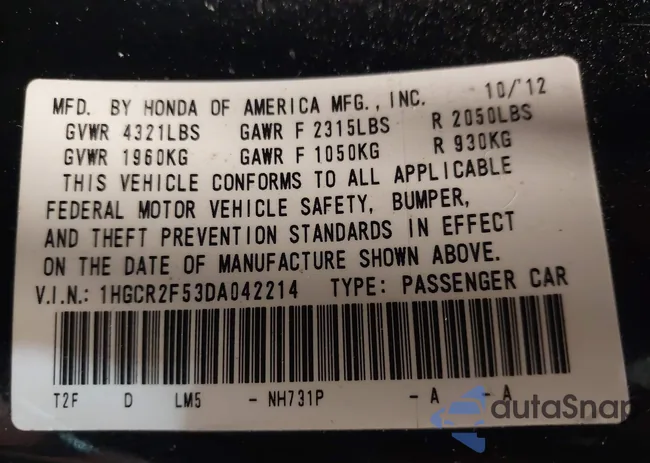 MFD. BY HONDA OF AMERICA MFG., INC. 10/'12
GVWR 4321LBS GAWR F 2315LBS R 2050LBS
GVWR 1960KG GAWR F 1050KG R 930KG
THIS VEHICLE CONFORMS TO ALL APPLICABLE
FEDERAL MOTOR VEHICLE SAFETY, BUMPER,
AND THEFT PREVENTION STANDARDS IN EFFECT
ON THE DATE OF MANUFACTURE SHOWN ABOVE.
V.I.N.: 1HGCR2F53DA042214 TYPE: PASSENGER CAR
T2F D LM5 - NH731P - A - A
autaSnap